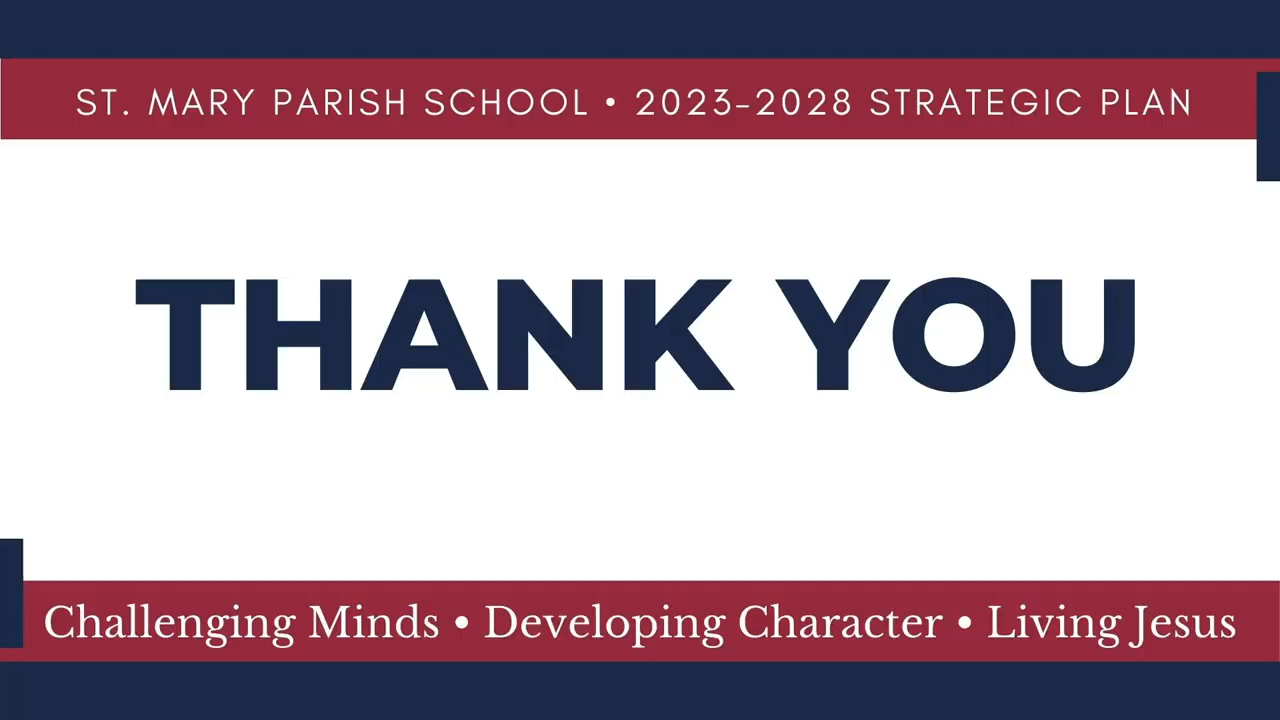 ST. MARY PARISH SCHOOL • 2023-2028 STRATEGIC PLAN
THANK YOU
Challenging Minds • Developing Character • Living Jesus